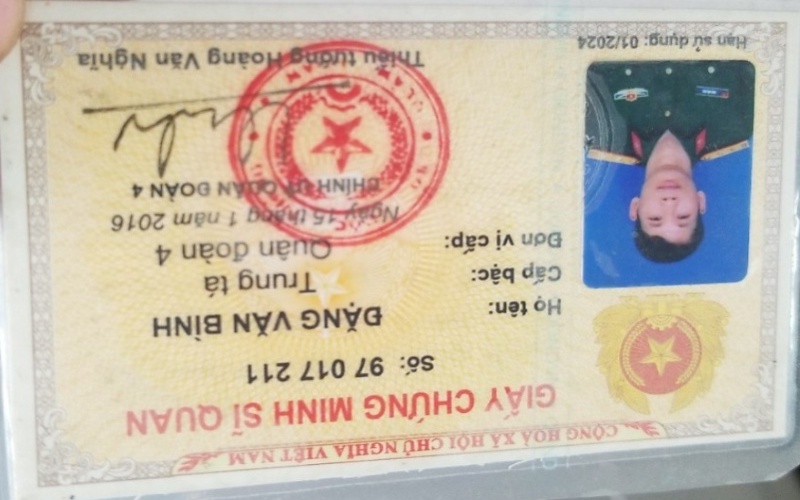 CỘNG HOÀ XÃ HỘI CHỦ NGHĨA VIỆT NAM
GIẤY CHỨNG MINH SĨ QUAN
Số: 97 017 211
Họ tên: ĐẶNG VĂN BÌNH
Cấp bậc: Trung tá
Đơn vị cấp: Quân đoàn 4
Ngày 15 tháng 1 năm 2016
CHÍNH ỦY QUÂN ĐOÀN 4
Thiếu tướng Hoàng Văn Nghĩa
Hạn sử dụng: 01/2024